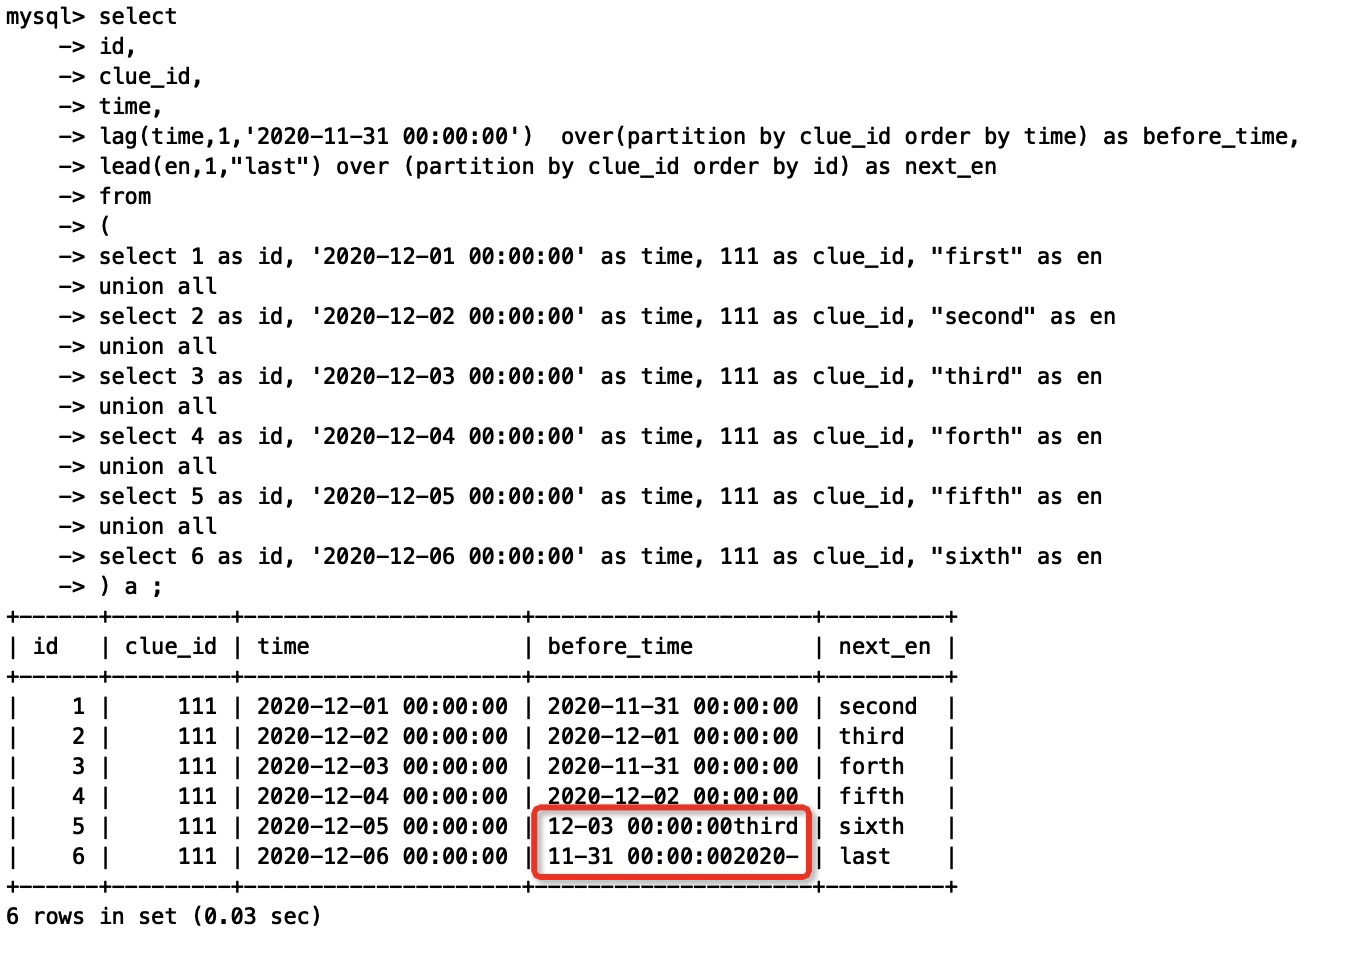 mysql> select
    -> id,
    -> clue_id,
    -> time,
    -> lag(time,1,'2020-11-31 00:00:00')  over(partition by clue_id order by time) as before_time,
    -> lead(en,1,"last") over (partition by clue_id order by id) as next_en
    -> from
    -> (
    -> select 1 as id, '2020-12-01 00:00:00' as time, 111 as clue_id, "first" as en
    -> union all
    -> select 2 as id, '2020-12-02 00:00:00' as time, 111 as clue_id, "second" as en
    -> union all
    -> select 3 as id, '2020-12-03 00:00:00' as time, 111 as clue_id, "third" as en
    -> union all
    -> select 4 as id, '2020-12-04 00:00:00' as time, 111 as clue_id, "forth" as en
    -> union all
    -> select 5 as id, '2020-12-05 00:00:00' as time, 111 as clue_id, "fifth" as en
    -> union all
    -> select 6 as id, '2020-12-06 00:00:00' as time, 111 as clue_id, "sixth" as en
    -> ) a ;
+------+---------+---------------------+---------------------+---------+
| id   | clue_id | time                | before_time         | next_en |
+------+---------+---------------------+---------------------+---------+
|    1 |     111 | 2020-12-01 00:00:00 | 2020-11-31 00:00:00 | second  |
|    2 |     111 | 2020-12-02 00:00:00 | 2020-12-01 00:00:00 | third   |
|    3 |     111 | 2020-12-03 00:00:00 | 2020-11-31 00:00:00 | forth   |
|    4 |     111 | 2020-12-04 00:00:00 | 2020-12-02 00:00:00 | fifth   |
|    5 |     111 | 2020-12-05 00:00:00 | 12-03 00:00:00third | sixth   |
|    6 |     111 | 2020-12-06 00:00:00 | 11-31 00:00:002020- | last    |
+------+---------+---------------------+---------------------+---------+
6 rows in set (0.03 sec)